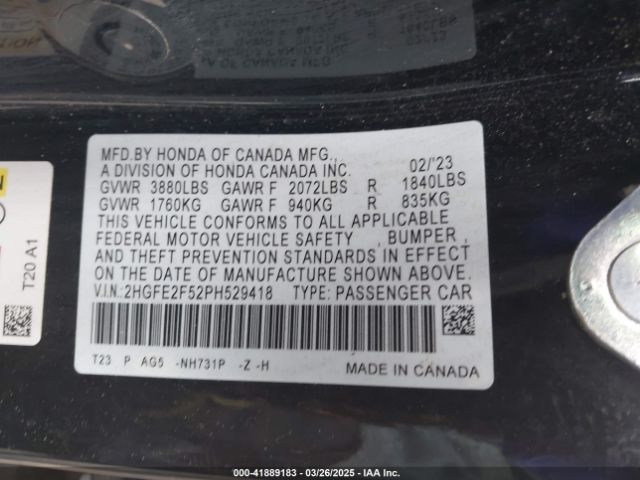 MFD.BY HONDA OF CANADA MFG.,
A DIVISION OF HONDA CANADA INC. 02/'23
GVWR 3880LBS GAWR F 2072LBS R 1840LBS
GVWR 1760KG GAWR F 940KG R 835KG
THIS VEHICLE CONFORMS TO ALL APPLICABLE
FEDERAL MOTOR VEHICLE SAFETY , BUMPER ,
AND THEFT PREVENTION STANDARDS IN EFFECT
ON THE DATE OF MANUFACTURE SHOWN ABOVE.
V.I.N.:2HGFE2F52PH529418 TYPE: PASSENGER CAR
T23 P AG5 -NH731P -Z -H
MADE IN CANADA
T20 A1
000-41889183 | 03/26/2025 | IAA Inc.